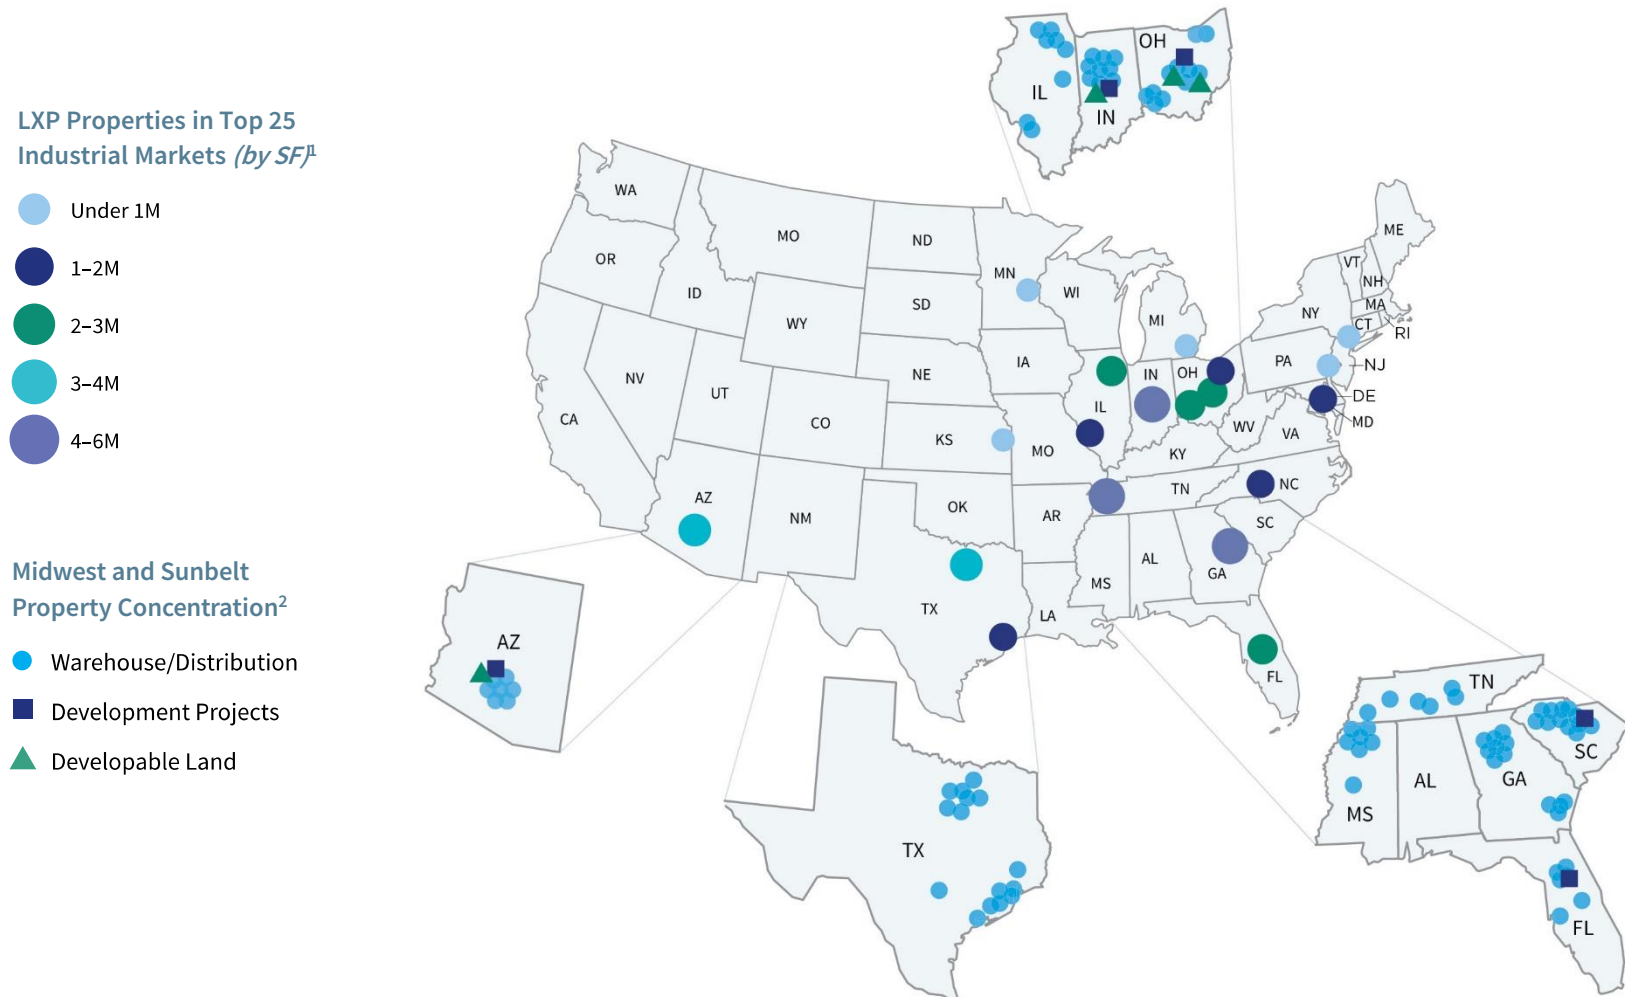 LXP Properties in Top 25
Industrial Markets (by SF)¹
Under 1M
1–2M
2–3M
3–4M
4–6M
Midwest and Sunbelt
Property Concentration²
Warehouse/Distribution
Development Projects
Developable Land
IL
IN
OH
WA
OR
ID
MO
WY
ND
SD
NE
MN
WI
IA
MI
NV
UT
CO
CA
KS
MO
IL
IN
OH
PA
NY
VT
NH
ME
MA
CT
RI
NJ
DE
MD
WV
VA
KY
AZ
NM
OK
AR
TN
NC
SC
TX
LA
MS
AL
GA
FL
AZ
TX
TN
MS
AL
GA
SC
FL